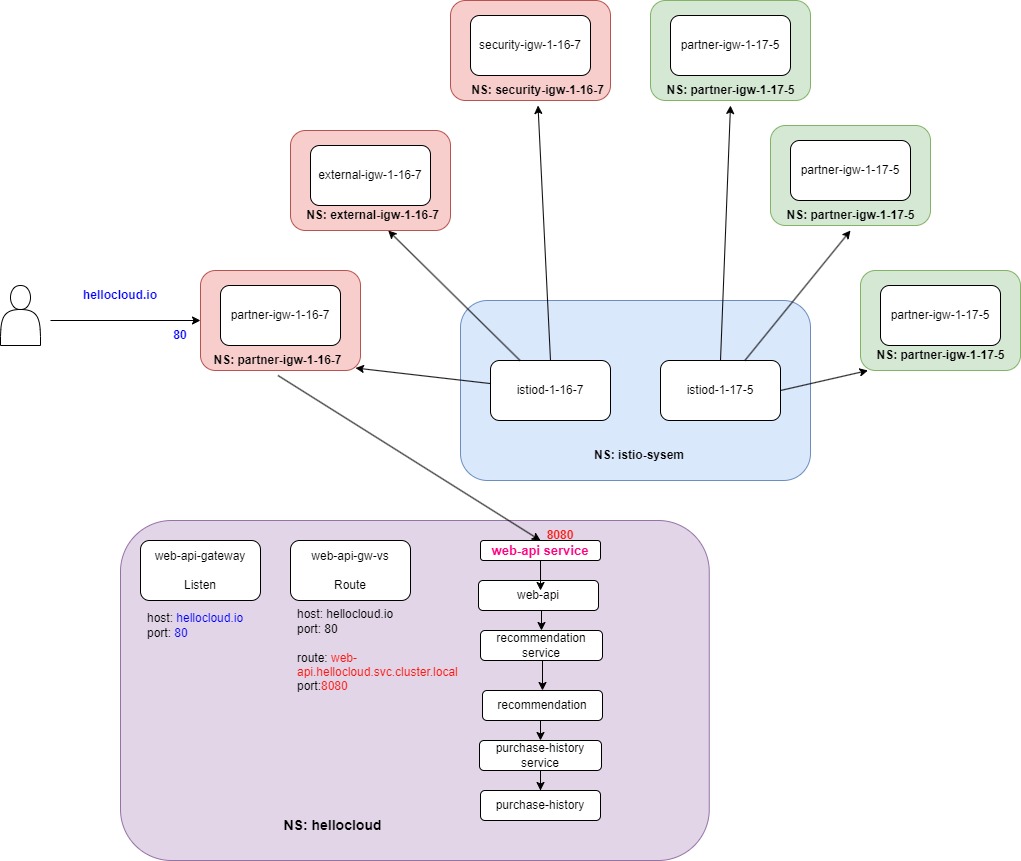 security-igw-1-16-7
NS: security-igw-1-16-7
partner-igw-1-17-5
NS: partner-igw-1-17-5
external-igw-1-16-7
NS: external-igw-1-16-7
partner-igw-1-17-5
NS: partner-igw-1-17-5
hellocloud.io
80
partner-igw-1-16-7
NS: partner-igw-1-16-7
partner-igw-1-17-5
NS: partner-igw-1-17-5
istiod-1-16-7
istiod-1-17-5
NS: istio-sysem
web-api-gateway
Listen
host: hellocloud.io
port: 80
web-api-gw-vs
Route
host: hellocloud.io
port: 80
route: web-
api.hellocloud.svc.cluster.local
port:8080
8080
web-api service
web-api
recommendation
service
recommendation
purchase-history
service
purchase-history
NS: hellocloud